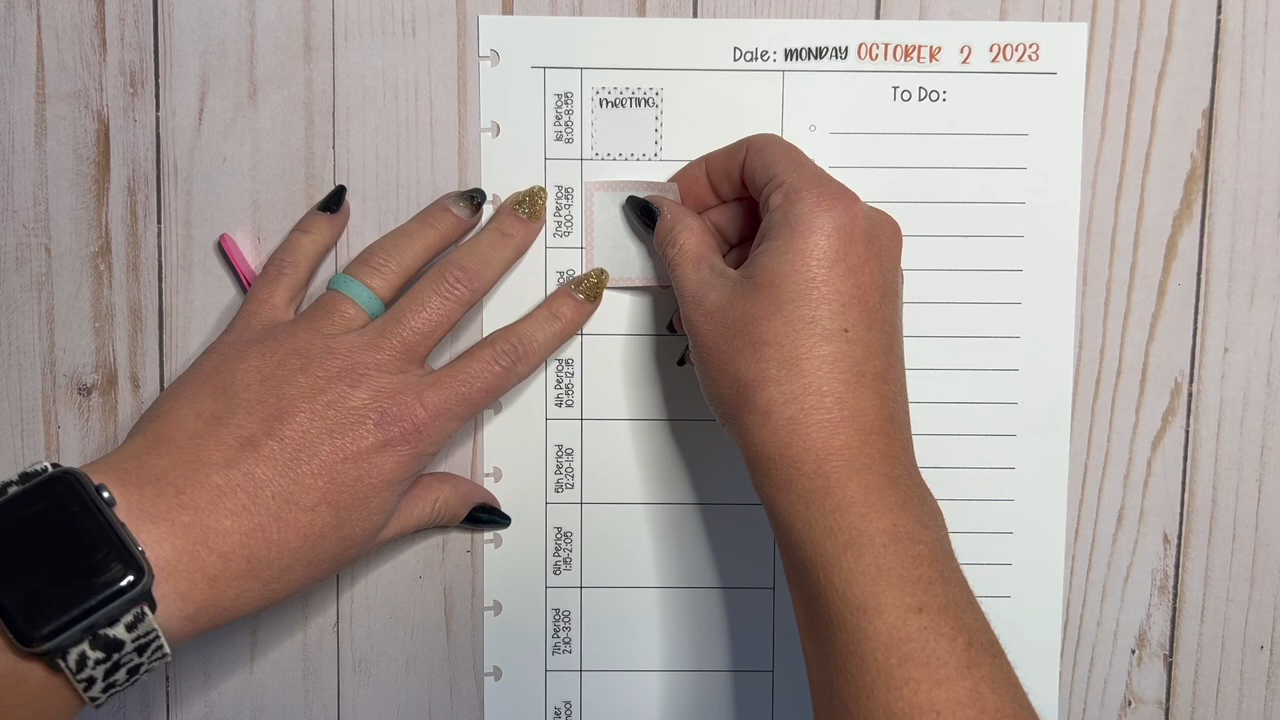 Date: MONDAY OCTOBER 2 2023
To Do:
1st Period
8:05-8:55
meeting
2nd Period
9:00-9:55
4th Period
10:55-12:15
5th Period
12:20-1:10
6th Period
1:15-2:05
7th Period
2:10-3:00